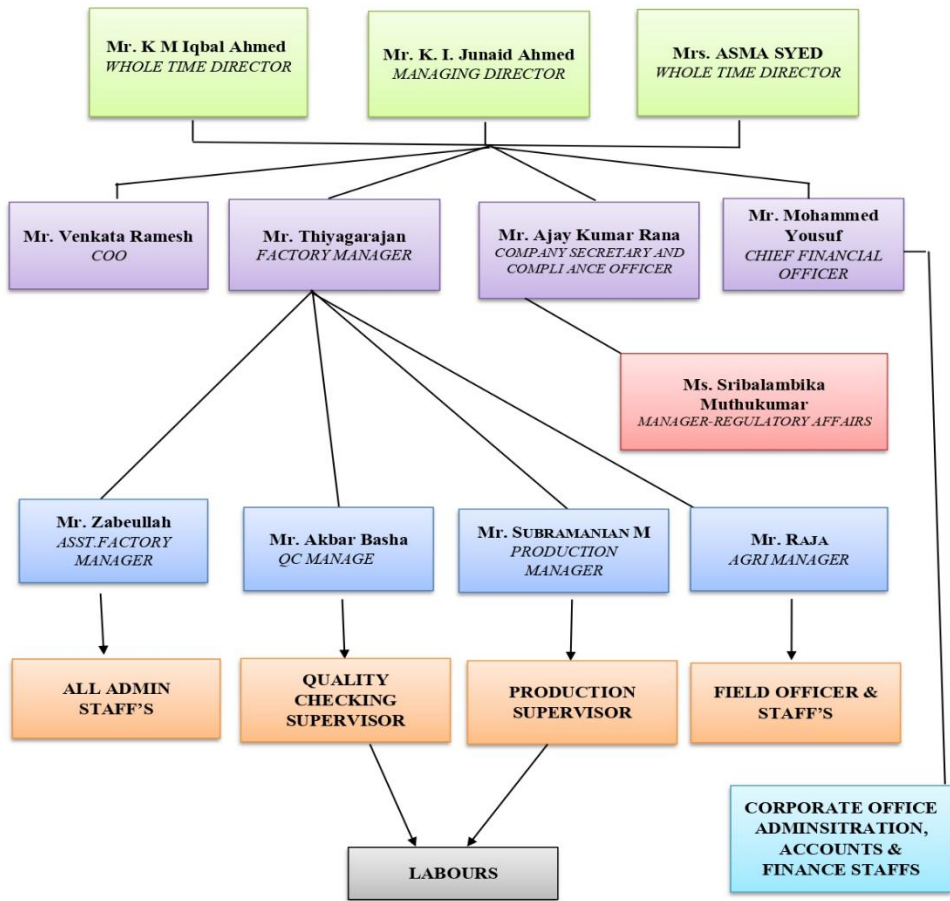 Mr. K M Iqbal Ahmed
WHOLE TIME DIRECTOR
Mr. K. I. Junaid Ahmed
MANAGING DIRECTOR
Mrs. ASMA SYED
WHOLE TIME DIRECTOR
Mr. Venkata Ramesh
COO
Mr. Thiyagarajan
FACTORY MANAGER
Mr. Ajay Kumar Rana
COMPANY SECRETARY AND
COMPLI ANCE OFFICER
Mr. Mohammed
Yousuf
CHIEF FINANCIAL
OFFICER
Ms. Sribalambika
Muthukumar
MANAGER-REGULATORY AFFAIRS
Mr. Zabeullah
ASST.FACTORY
MANAGER
Mr. Akbar Basha
QC MANAGE
Mr. SUBRAMANIAN M
PRODUCTION
MANAGER
Mr. RAJA
AGRI MANAGER
ALL ADMIN
STAFF’S
QUALITY
CHECKING
SUPERVISOR
PRODUCTION
SUPERVISOR
FIELD OFFICER &
STAFF’S
LABOURS
CORPORATE OFFICE
ADMINSITRATION,
ACCOUNTS &
FINANCE STAFFS